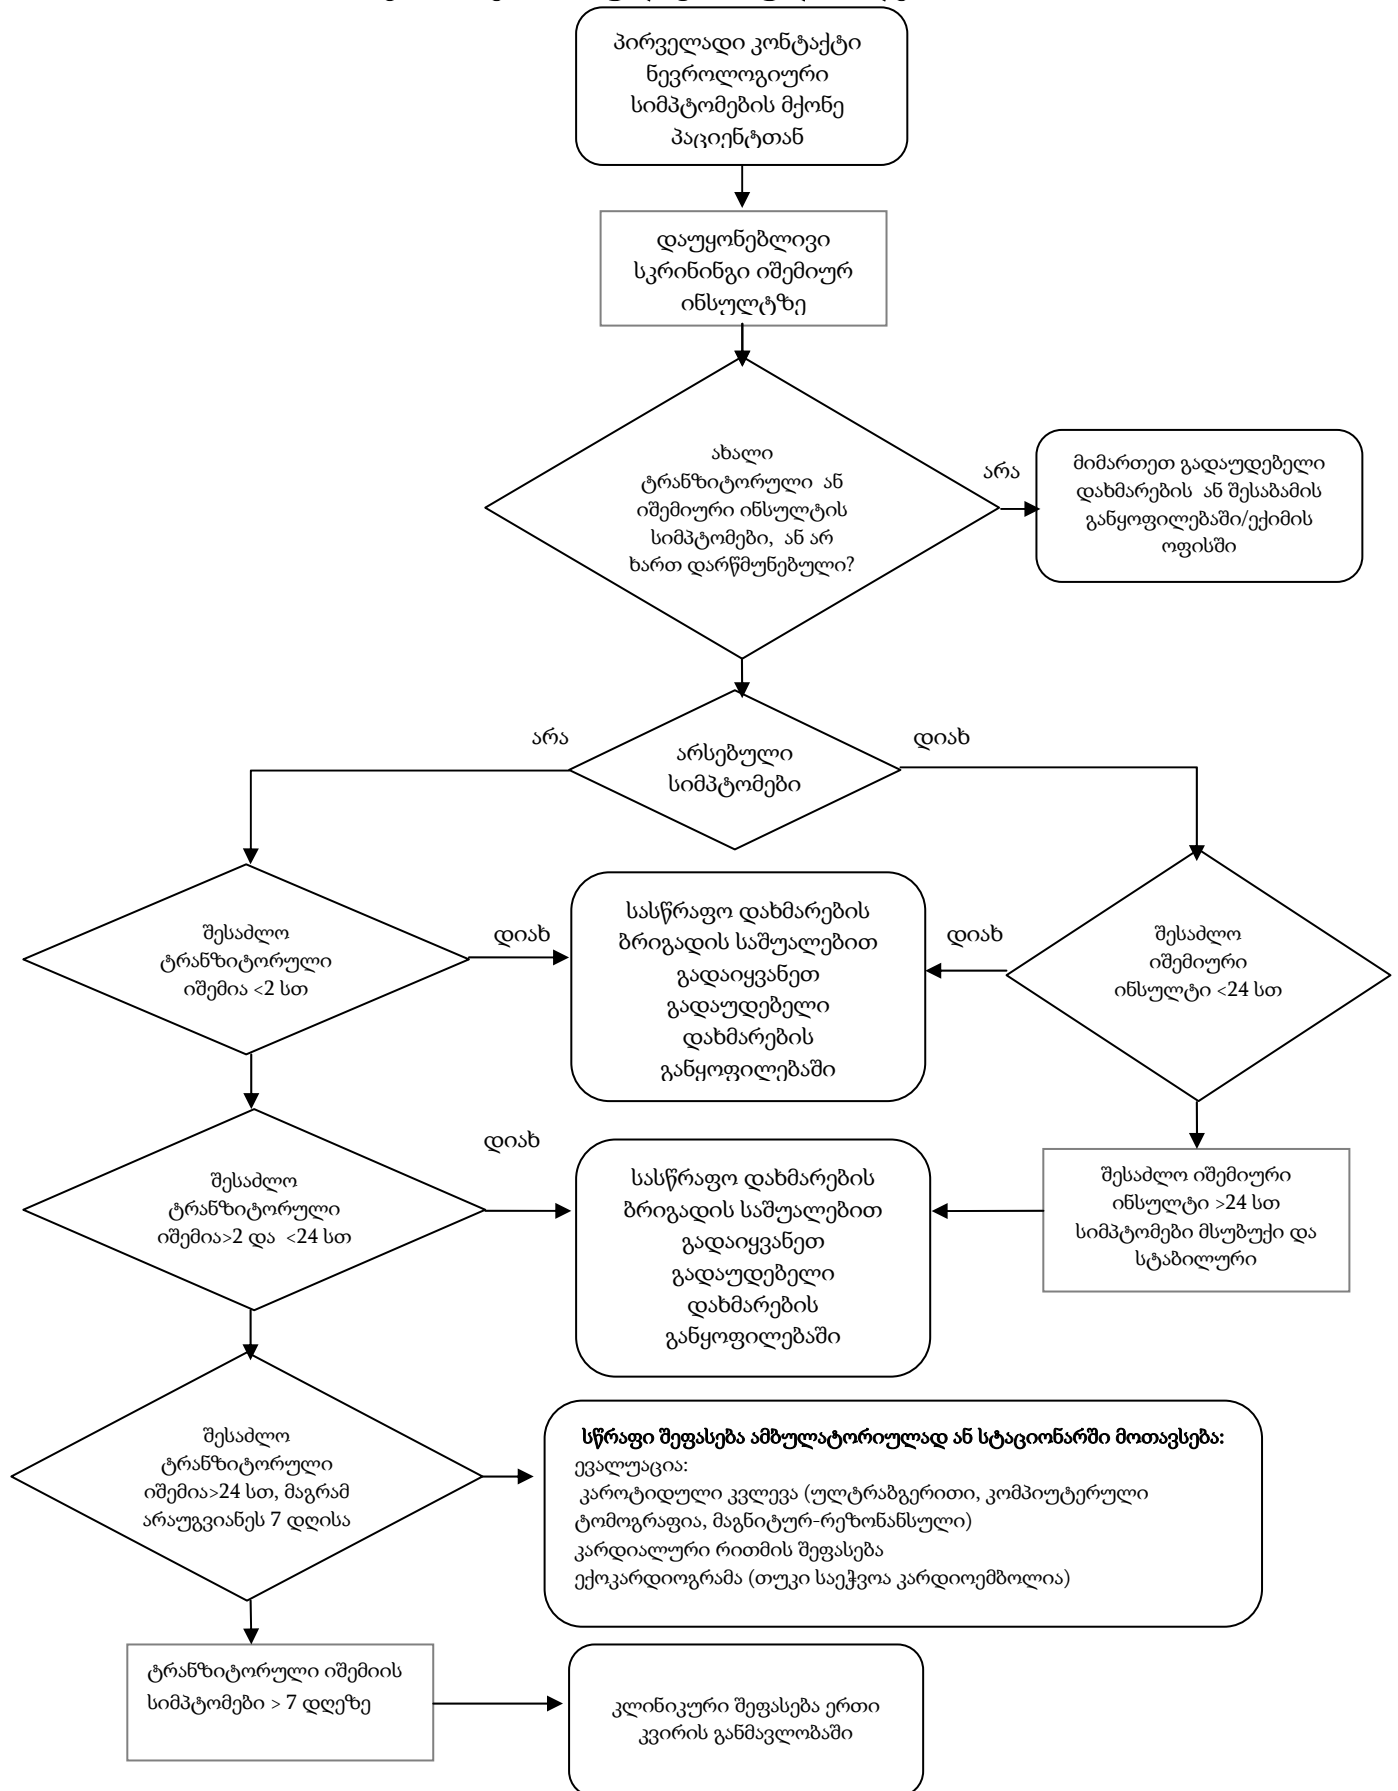 პირველადი კონტაქტი
ნევროლოგიური
სიმპტომების მქონე
პაციენტთან
დაუყონებლივი
სკრინინგი იშემიურ
ინსულტზე
ახალი
ტრანზიტორული ან
იშემიური ინსულტის
სიმპტომები, ან არ
ხართ დარწმუნებული?
არა
მიმართეთ გადაუდებელი
დახმარების ან შესაბამის
განყოფილებაში/ექიმის
ოფისში
არა
არსებული
სიმპტომები
დიახ
შესაძლო
ტრანზიტორული
იშემია <2 სთ
დიახ
სასწრაფო დახმარების
ბრიგადის საშუალებით
გადაიყვანეთ
გადაუდებელი
დახმარების
განყოფილებაში
დიახ
შესაძლო
იშემიური
ინსულტი <24 სთ
შესაძლო
ტრანზიტორული
იშემია>2 და <24 სთ
დიახ
სასწრაფო დახმარების
ბრიგადის საშუალებით
გადაიყვანეთ
გადაუდებელი
დახმარების
განყოფილებაში
შესაძლო იშემიური
ინსულტი >24 სთ
სიმპტომები მსუბუქი და
სტაბილური
შესაძლო
ტრანზიტორული
იშემია>24 სთ, მაგრამ
არაუგვიანეს 7 დღისა
სწრაფი შეფასება ამბულატორიულად ან სტაციონარში მოთავსება:
ევალუაცია:
კაროტიდული კვლევა (ულტრაბგერითი, კომპიუტერული
ტომოგრაფია, მაგნიტურ-რეზონანსული)
კარდიალური რითმის შეფასება
ექოკარდიოგრამა (თუკი საეჭვოა კარდიოემბოლია)
ტრანზიტორული იშემიის
სიმპტომები > 7 დღეზე
კლინიკური შეფასება ერთი
კვირის განმავლობაში